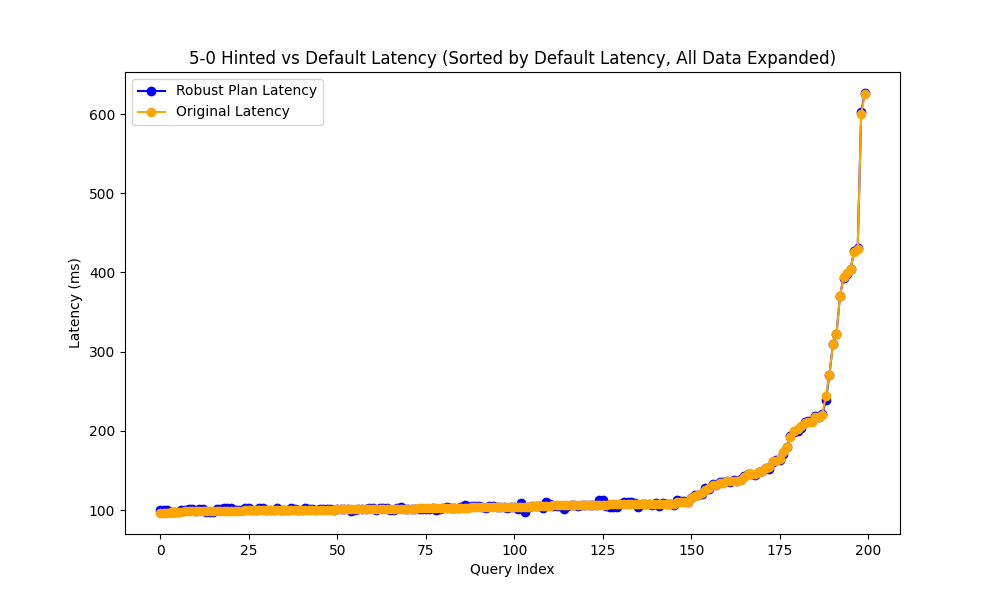 5-0 Hinted vs Default Latency (Sorted by Default Latency, All Data Expanded)
Robust Plan Latency
Original Latency
Latency (ms)
600
500
400
300
200
100
0 25 50 75 100 125 150 175 200
Query Index